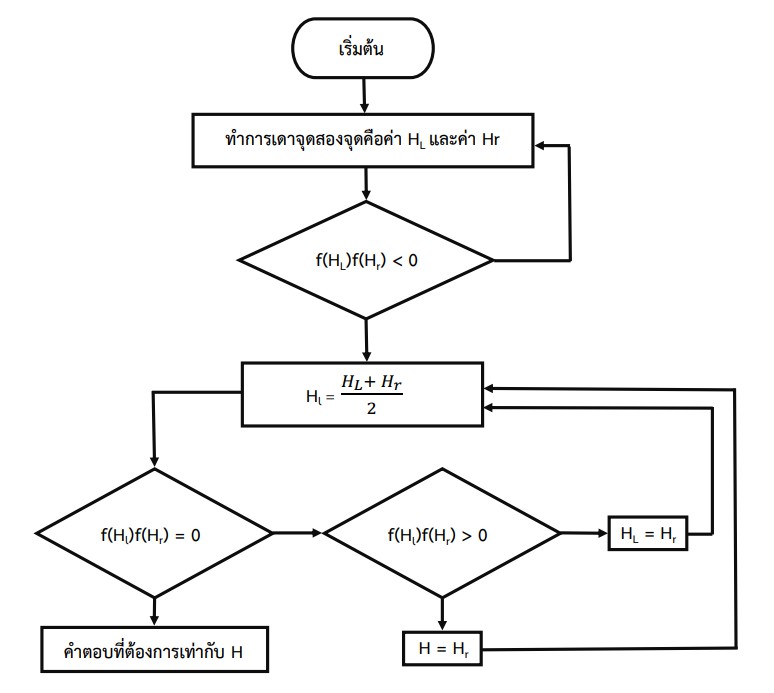 เริ่มต้น
ทำการเดาจุดสองจุดคือค่า H_L และค่า Hr
f(H_L)f(H_r) < 0
H_l = \frac{H_L + H_r}{2}
f(H_l)f(H_r) = 0
f(H_l)f(H_r) > 0
H_L = H_r
คำตอบที่ต้องการเท่ากับ H
H = H_r